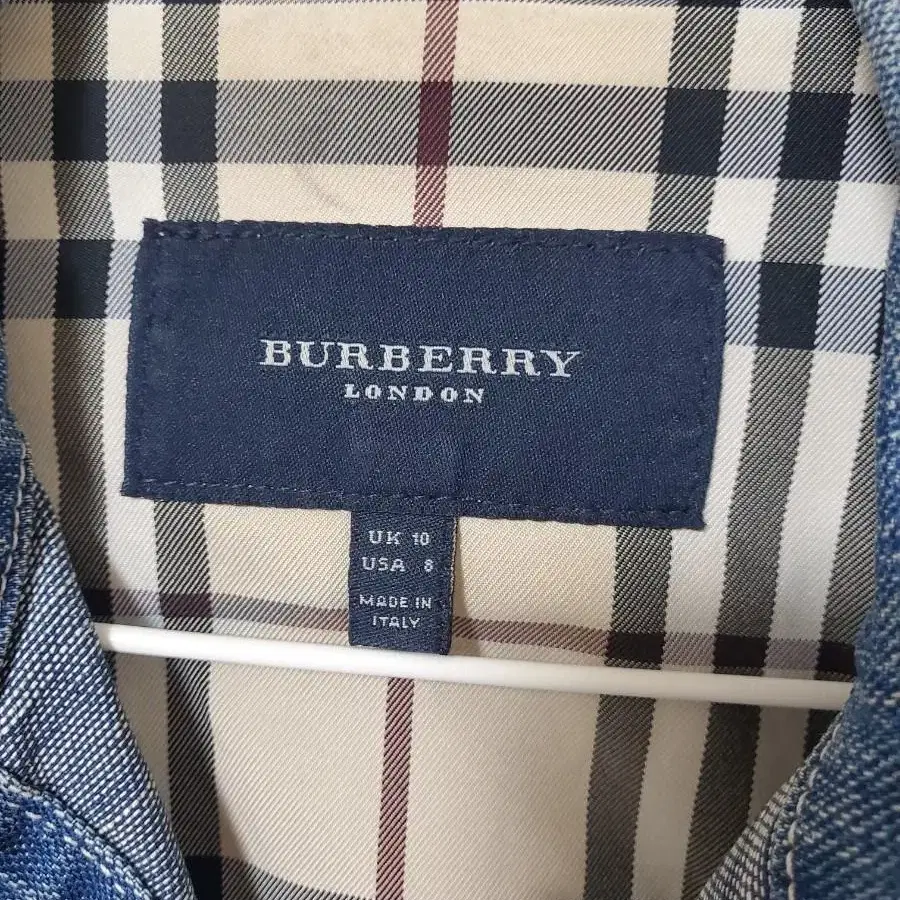 BURBERRY
LONDON
UK 10
USA 8
MADE IN
ITALY